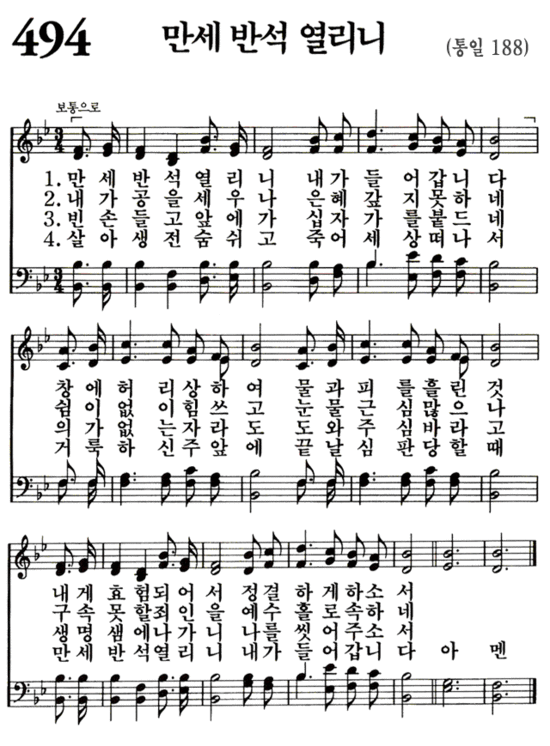 494 만세 반석 열리니 (통일 188)
보통으로
1. 만 세 반 석 열 리 니 내 가 들 어 갑 니 다
2. 내 가 공 을 세 우 나 은 혜 갚 지 못 하 네
3. 빈 손 들 고 앞 에 가 십 자 가 를 붙 드 네
4. 살 아 생 전 숨 쉬 고 죽 어 세 상 떠 나 서
창 에 허 리 상 하 여 물 과 피 를 흘 린 것
쉼 이 없 이 힘 쓰 고 눈 물 근 심 많 으 나
의 가 없 는 자 라 도 도 와 주 심 바 라 고
거 룩 하 신 주 앞 에 끝 날 심 판 당 할 때
내 게 효 험 되 어 서 정 결 하 게 하 소 서
구 속 못 할 죄 인 을 예 수 홀 로 속 하 네
생 명 샘 에 나 가 니 나 를 씻 어 주 소 서
만 세 반 석 열 리 니 내 가 들 어 갑 니 다 아 멘